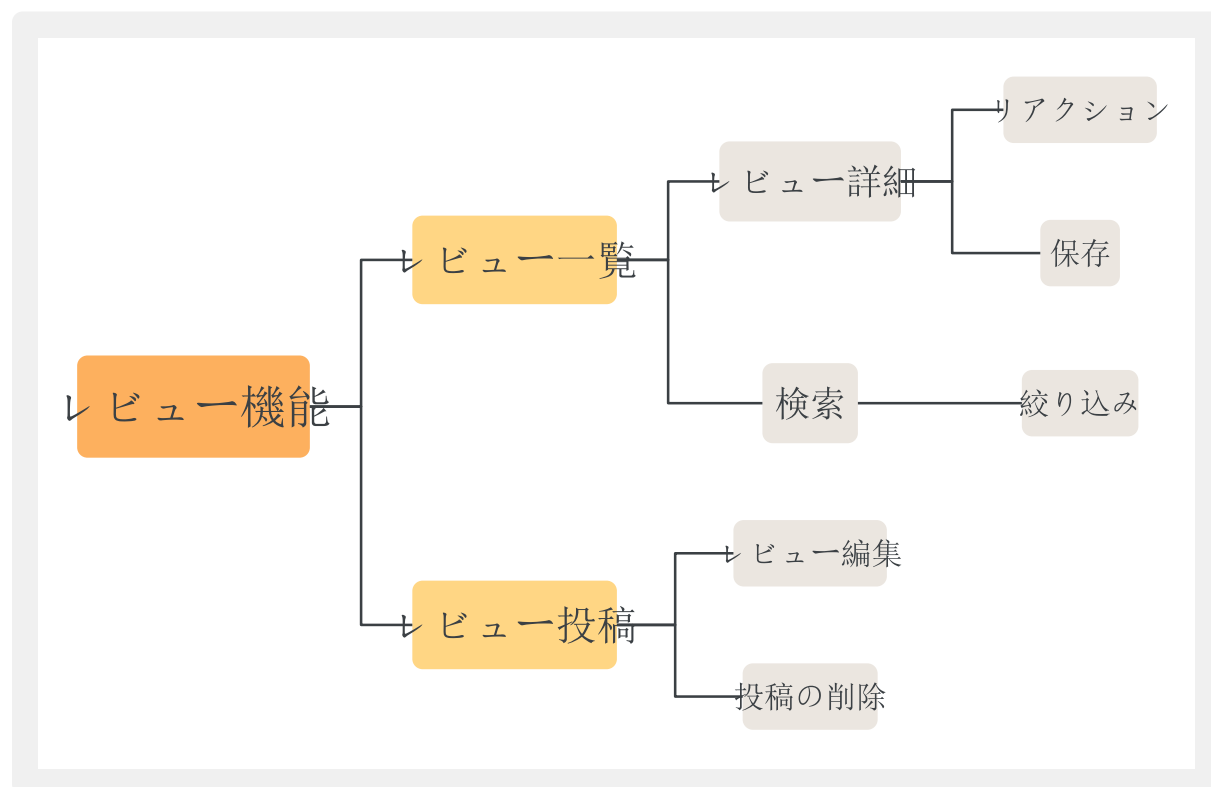 リアクション
レビュー詳細
保存
レビュー一覧
レビュー機能
検索
絞り込み
レビュー編集
レビュー投稿
投稿の削除